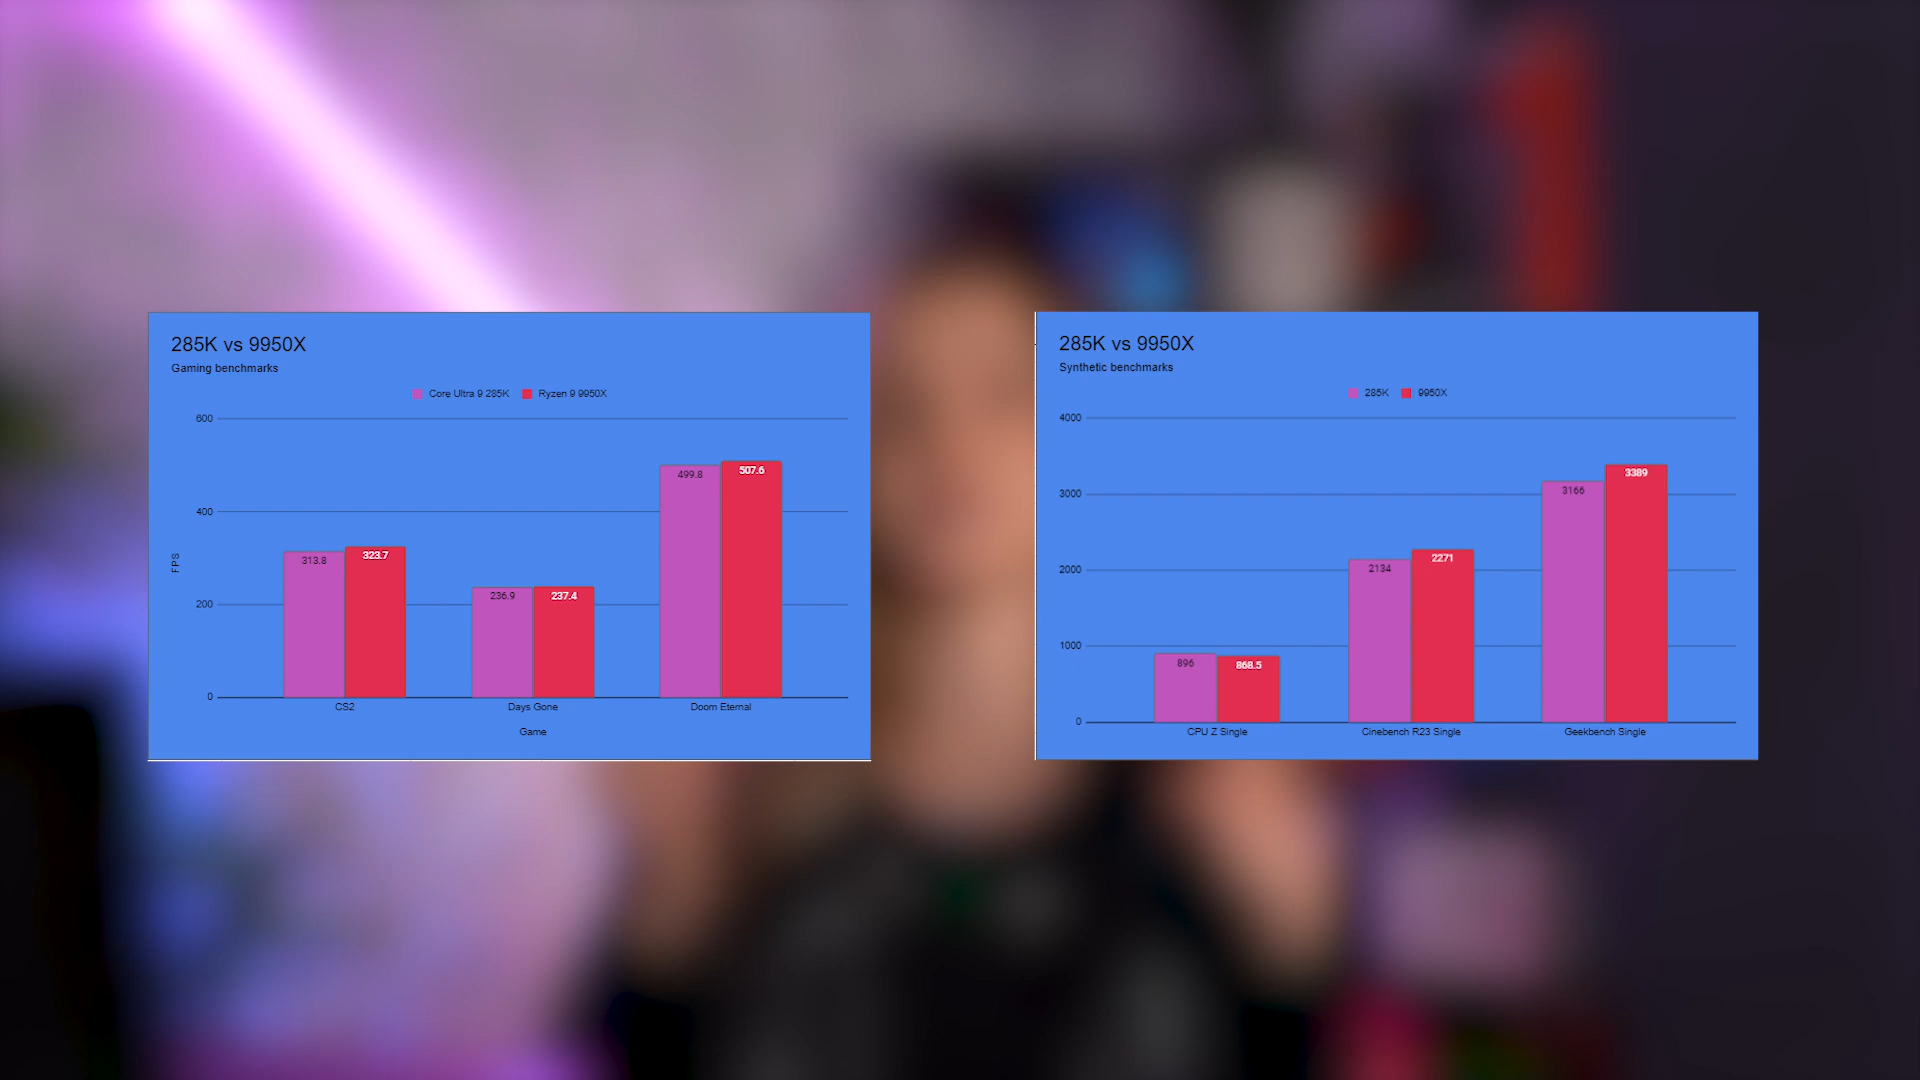 285K vs 9950X
Gaming benchmarks
Core Ultra 9 285K Ryzen 9 9950X
600
400
200
0
FPS
313.8 323.7
236.9 237.4
499.8 507.6
CS2 Days Gone Doom Eternal
Game
285K vs 9950X
Synthetic benchmarks
285K 9950X
4000
3000
2000
1000
0
896 868.5
2134 2271
3166 3389
CPU Z Single Cinebench R23 Single Geekbench Single